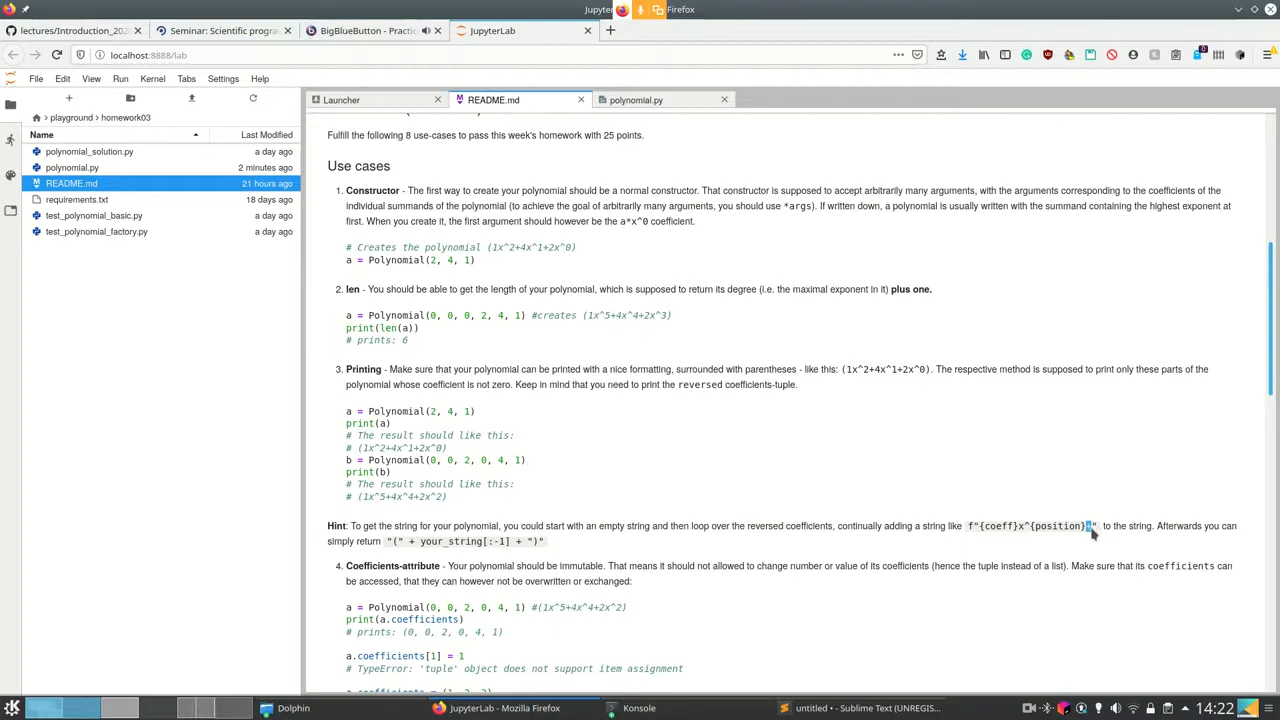 JupyterLab - Mozilla Firefox
lectures/Introduction_202
Seminar: Scientific progra
BigBlueButton - Practic
JupyterLab
localhost:8888/lab
File Edit View Run Kernel Tabs Settings Help
Launcher
README.md
polynomial.py
playground > homework03
Name
Last Modified
polynomial_solution.py a day ago
polynomial.py 2 minutes ago
README.md 21 hours ago
requirements.txt 18 days ago
test_polynomial_basic.py a day ago
test_polynomial_factory.py a day ago
Fulfill the following 8 use-cases to pass this week's homework with 25 points.
Use cases
1. Constructor - The first way to create your polynomial should be a normal constructor. That constructor is supposed to accept arbitrarily many arguments, with the arguments corresponding to the coefficients of the
individual summands of the polynomial (to achieve the goal of arbitrarily many arguments, you should use *args). If written down, a polynomial is usually written with the summand containing the highest exponent at
first. When you create it, the first argument should however be the a*x^0 coefficient.
# Creates the polynomial (1x^2+4x^1+2x^0)
a = Polynomial(2, 4, 1)
2. len - You should be able to get the length of your polynomial, which is supposed to return its degree (i.e. the maximal exponent in it) plus one.
a = Polynomial(0, 0, 0, 2, 4, 1) #creates (1x^5+4x^4+2x^3)
print(len(a))
# prints: 6
3. Printing - Make sure that your polynomial can be printed with a nice formatting, surrounded with parentheses - like this: (1x^2+4x^1+2x^0). The respective method is supposed to print only these parts of the
polynomial whose coefficient is not zero. Keep in mind that you need to print the reversed coefficients-tuple.
a = Polynomial(2, 4, 1)
print(a)
# The result should like this:
# (1x^2+4x^1+2x^0)
b = Polynomial(0, 0, 2, 0, 4, 1)
print(b)
# The result should like this:
# (1x^5+4x^4+2x^2)
Hint: To get the string for your polynomial, you could start with an empty string and then loop over the reversed coefficients, continually adding a string like f"{coeff}x^{position}+" to the string. Afterwards you can
simply return "(" + your_string[:-1] + ")"
4. Coefficients-attribute - Your polynomial should be immutable. That means it should not allowed to change number or value of its coefficients (hence the tuple instead of a list). Make sure that its coefficients can
be accessed, that they can however not be overwritten or exchanged:
a = Polynomial(0, 0, 2, 0, 4, 1) #(1x^5+4x^4+2x^2)
print(a.coefficients)
# prints: (0, 0, 2, 0, 4, 1)
a.coefficients[1] = 1
# TypeError: 'tuple' object does not support item assignment
Dolphin
JupyterLab - Mozilla Firefox
Konsole
untitled • - Sublime Text (UNREGIS...
14:22